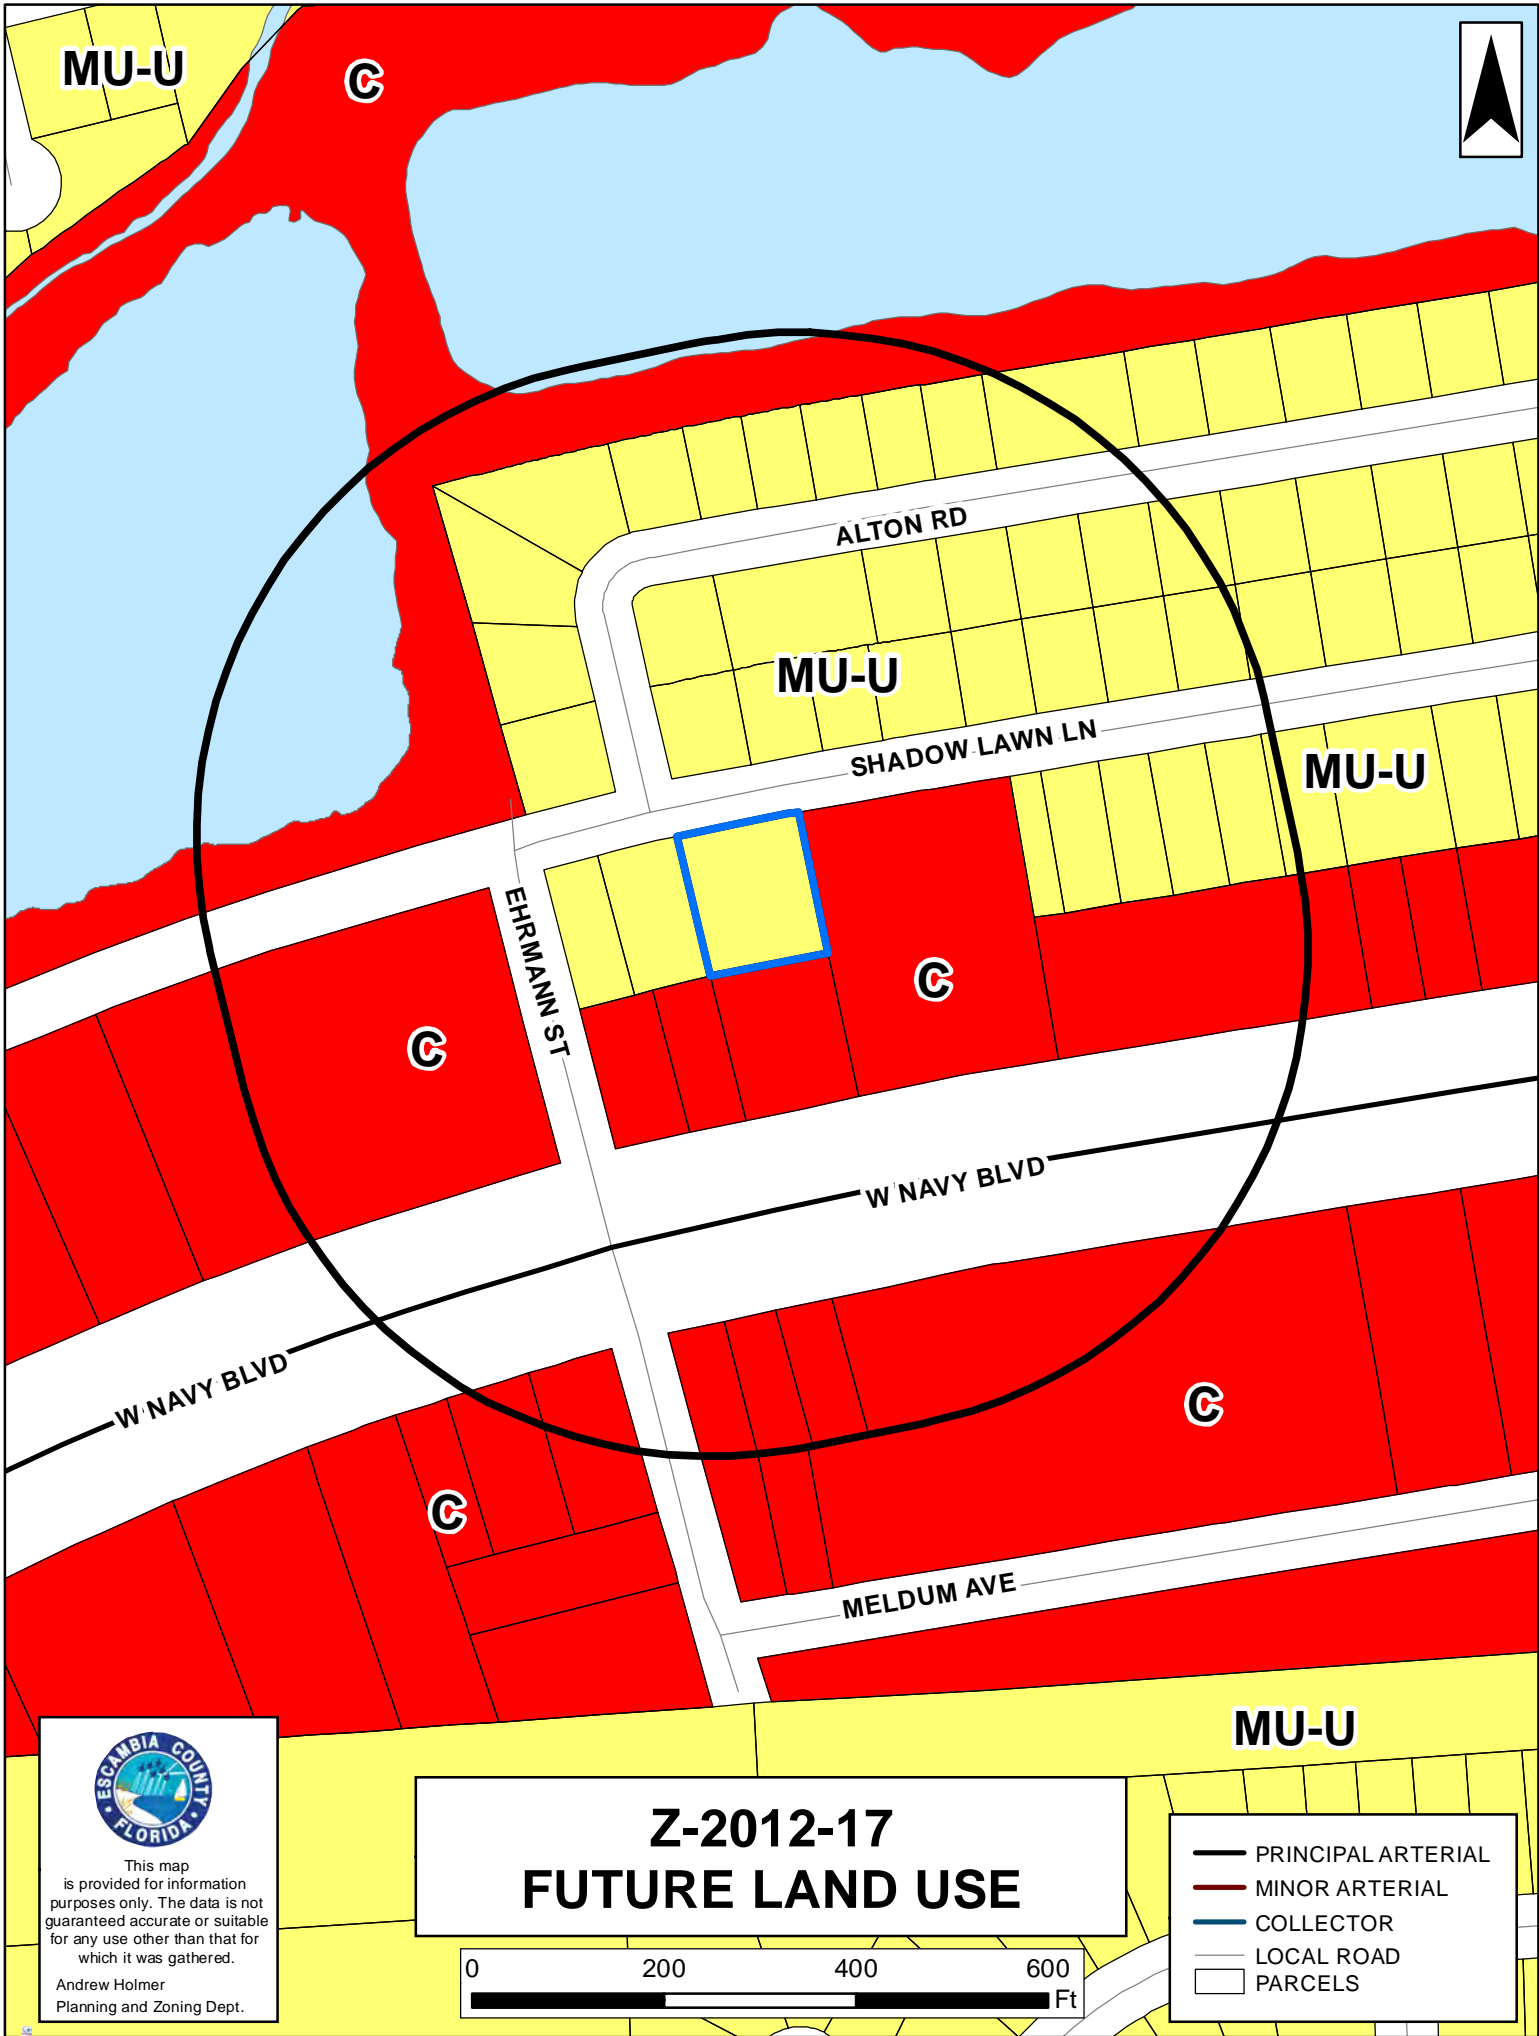 MU-U
C
ALTON RD
MU-U
SHADOW LAWN LN
MU-U
EHRMANN ST
C
C
W NAVY BLVD
W NAVY BLVD
C
C
MELDUM AVE
MU-U
ESCAMBIA COUNTY
FLORIDA
This map
is provided for information
purposes only. The data is not
guaranteed accurate or suitable
for any use other than that for
which it was gathered.
Andrew Holmer
Planning and Zoning Dept.
Z-2012-17
FUTURE LAND USE
0 200 400 600
Ft
PRINCIPAL ARTERIAL
MINOR ARTERIAL
COLLECTOR
LOCAL ROAD
PARCELS